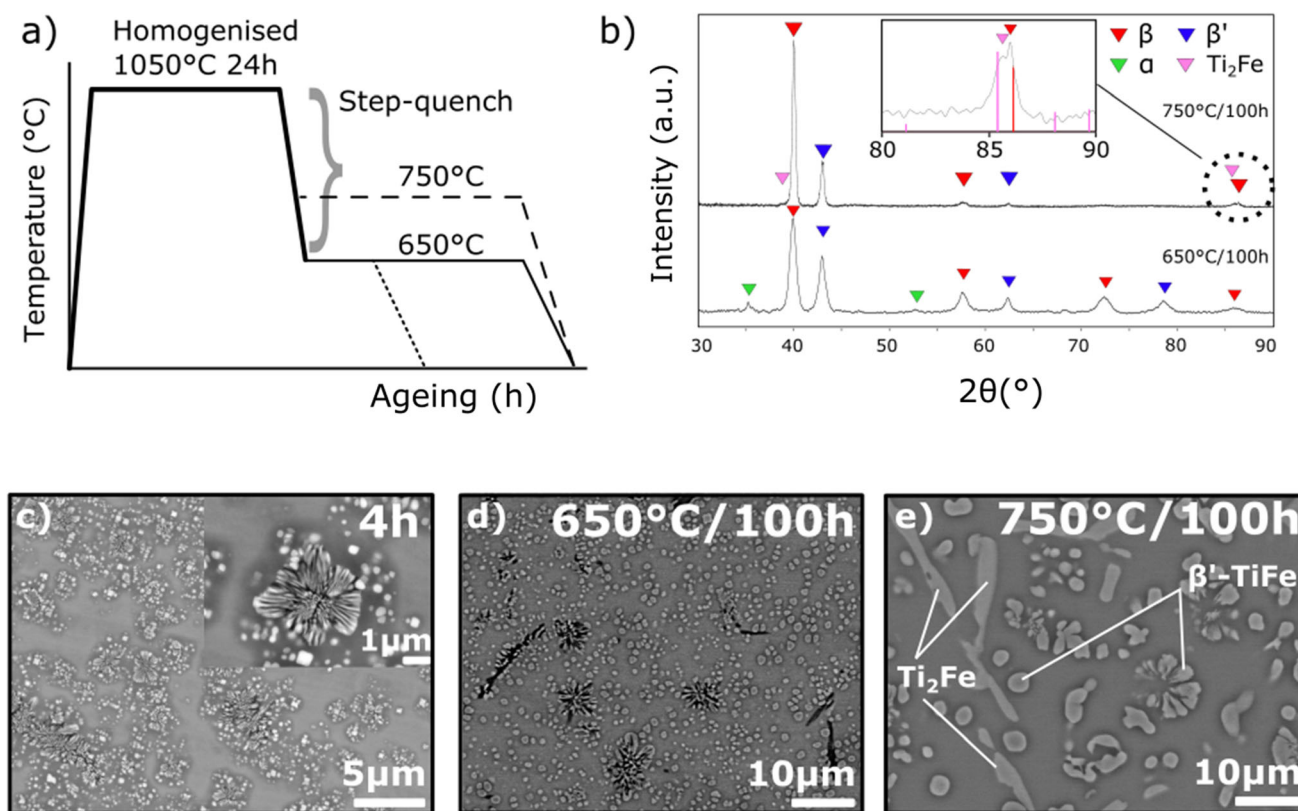 a)
Homogenised
1050°C 24h
Step-quench
750°C
650°C
Temperature (°C)
Ageing (h)
b)
β
β'
α
Ti₂Fe
750°C/100h
80
85
90
650°C/100h
Intensity (a.u.)
30
40
50
60
70
80
90
2θ(°)
c)
4h
1μm
5μm
d)
650°C/100h
10μm
e)
750°C/100h
β'-TiFe
Ti₂Fe
10μm